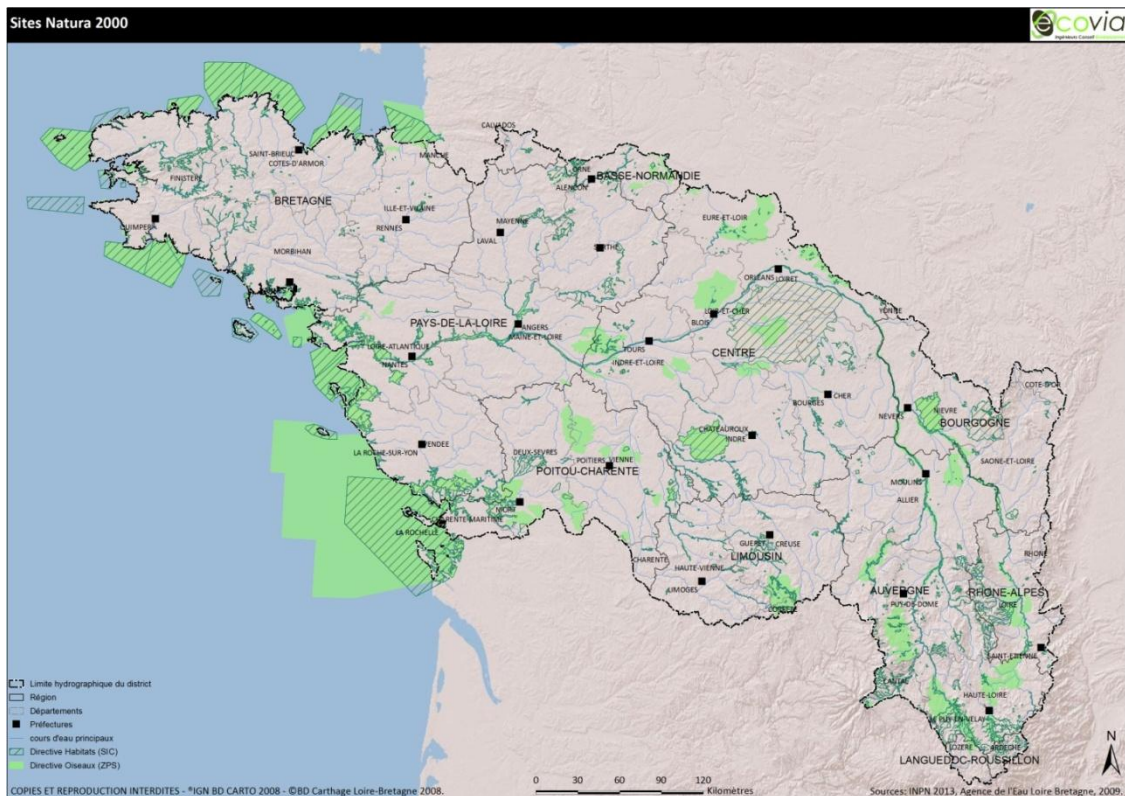 Sites Natura 2000
ecovia
Ingénierie Conseil
CALVADOS
MANCHE
SAINT-BRIEUC
COTES-D'ARMOR
FINISTERE
BRETAGNE
ORNE
BASSE-NORMANDIE
ALENCON
ILLE-ET-VILAINE
RENNES
MAYENNE
LAVAL
SARTHE
EURE-ET-LOIR
QUIMPER
MORBIHAN
ORLEANS
LOIRET
LOIR-ET-CHER
BLOIS
YONNE
PAYS-DE-LA-LOIRE
ANGERS
MAINE-ET-LOIRE
LOIRE-ATLANTIQUE
NANTES
TOURS
INDRE-ET-LOIRE
CENTRE
COTE-D'OR
BOURGES
CHER
NEVERS
NIEVRE
BOURGOGNE
CHATEAUROUX
INDRE
VENDEE
LA ROCHE-SUR-YON
DEUX-SEVRES
POITIERS
VIENNE
POITOU-CHARENTE
SAONE-ET-LOIRE
MOULINS
ALLIER
NIORT
LA ROCHELLE
GUERET
CREUSE
LIMOUSIN
CHARENTE
HAUTE-VIENNE
LIMOGES
CORREZE
RHONE
AUVERGNE
PUY-DE-DOME
RHONE-ALPES
LOIRE
SAINT-ETIENNE
CANTAL
HAUTE-LOIRE
LE PUY-EN-VELAY
LOZERE
ARDECHE
LANGUEDOC-ROUSSILLON
Limite hydrographique du district
Région
Départements
Préfectures
cours d'eau principaux
Directive Habitats (SIC)
Directive Oiseaux (ZPS)
N
0 30 60 90 120
Kilomètres
COPIES ET REPRODUCTION INTERDITES - ®IGN BD CARTO 2008 - ©BD Carthage Loire-Bretagne 2008.
Sources: INPN 2013, Agence de l'Eau Loire Bretagne, 2009.